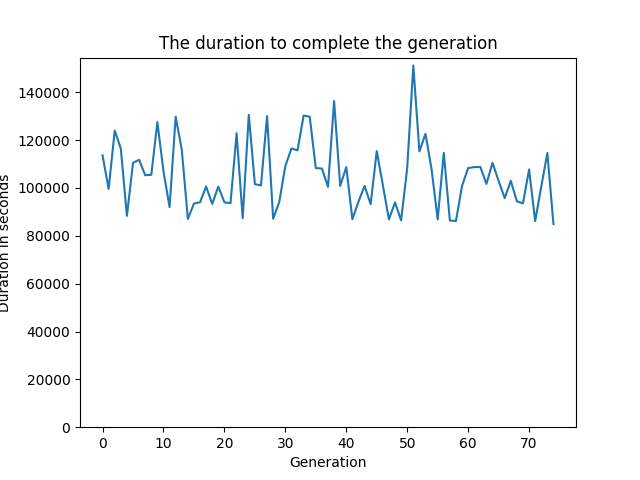 The duration to complete the generation
140000
120000
100000
80000
60000
40000
20000
0
Duration in seconds
0 10 20 30 40 50 60 70
Generation